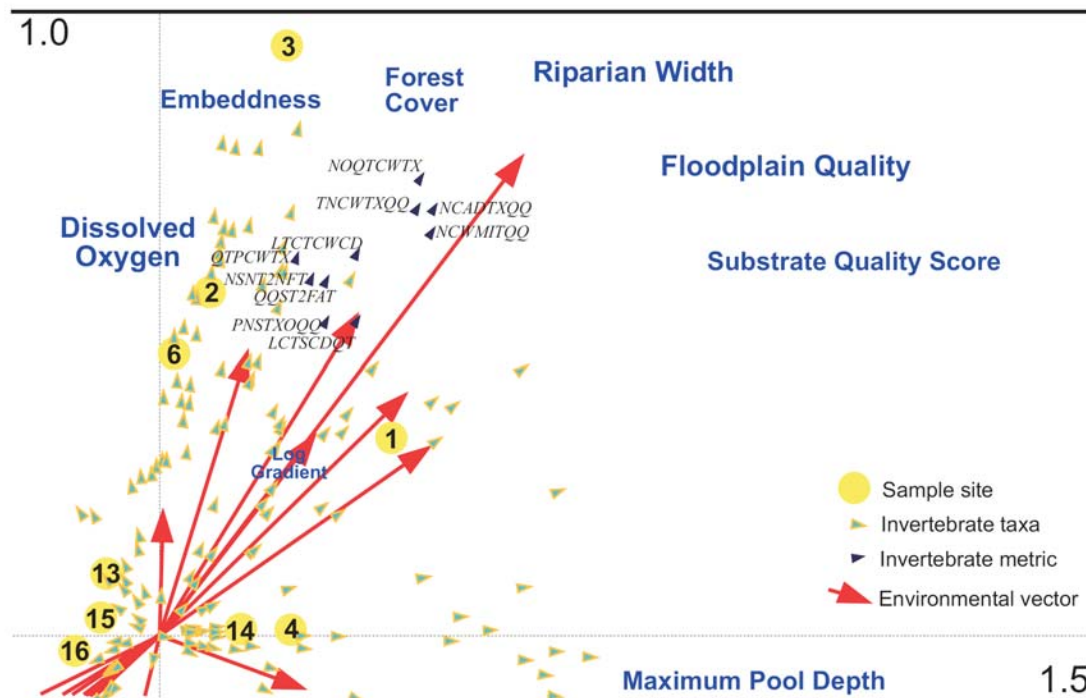 1.0
3
Embeddness
Forest
Cover
Riparian Width
NOQTCWTX
Floodplain Quality
TNCWTXQQ
NCADTXQQ
NCWMITQQ
Dissolved
Oxygen
LTCTCWCD
QTPCWTX
Substrate Quality Score
NSNT2NFT
2
QQST2FAT
PNSTXOQQ
LCTSCDQT
6
1
Log
Gradient
Sample site
Invertebrate taxa
Invertebrate metric
Environmental vector
13
15
14
4
16
Maximum Pool Depth
1.5